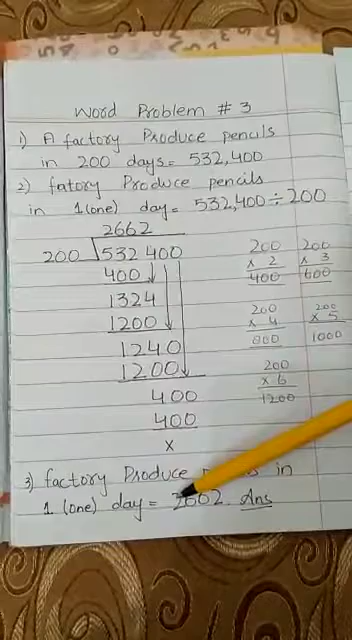 Word Problem # 3
1) A factory Produce pencils
in 200 days = 532,400
2) fatory Produce pencils
in 1(one) day = 532,400 ÷ 200
2662
200 532400
400
1324
1200
1240
1200
400
400
x
200
x 2
400
200
x 3
600
200
x 4
800
200
x 5
1000
200
x 6
1200
3) factory Produce in
1 (one) day = 2662 Ans